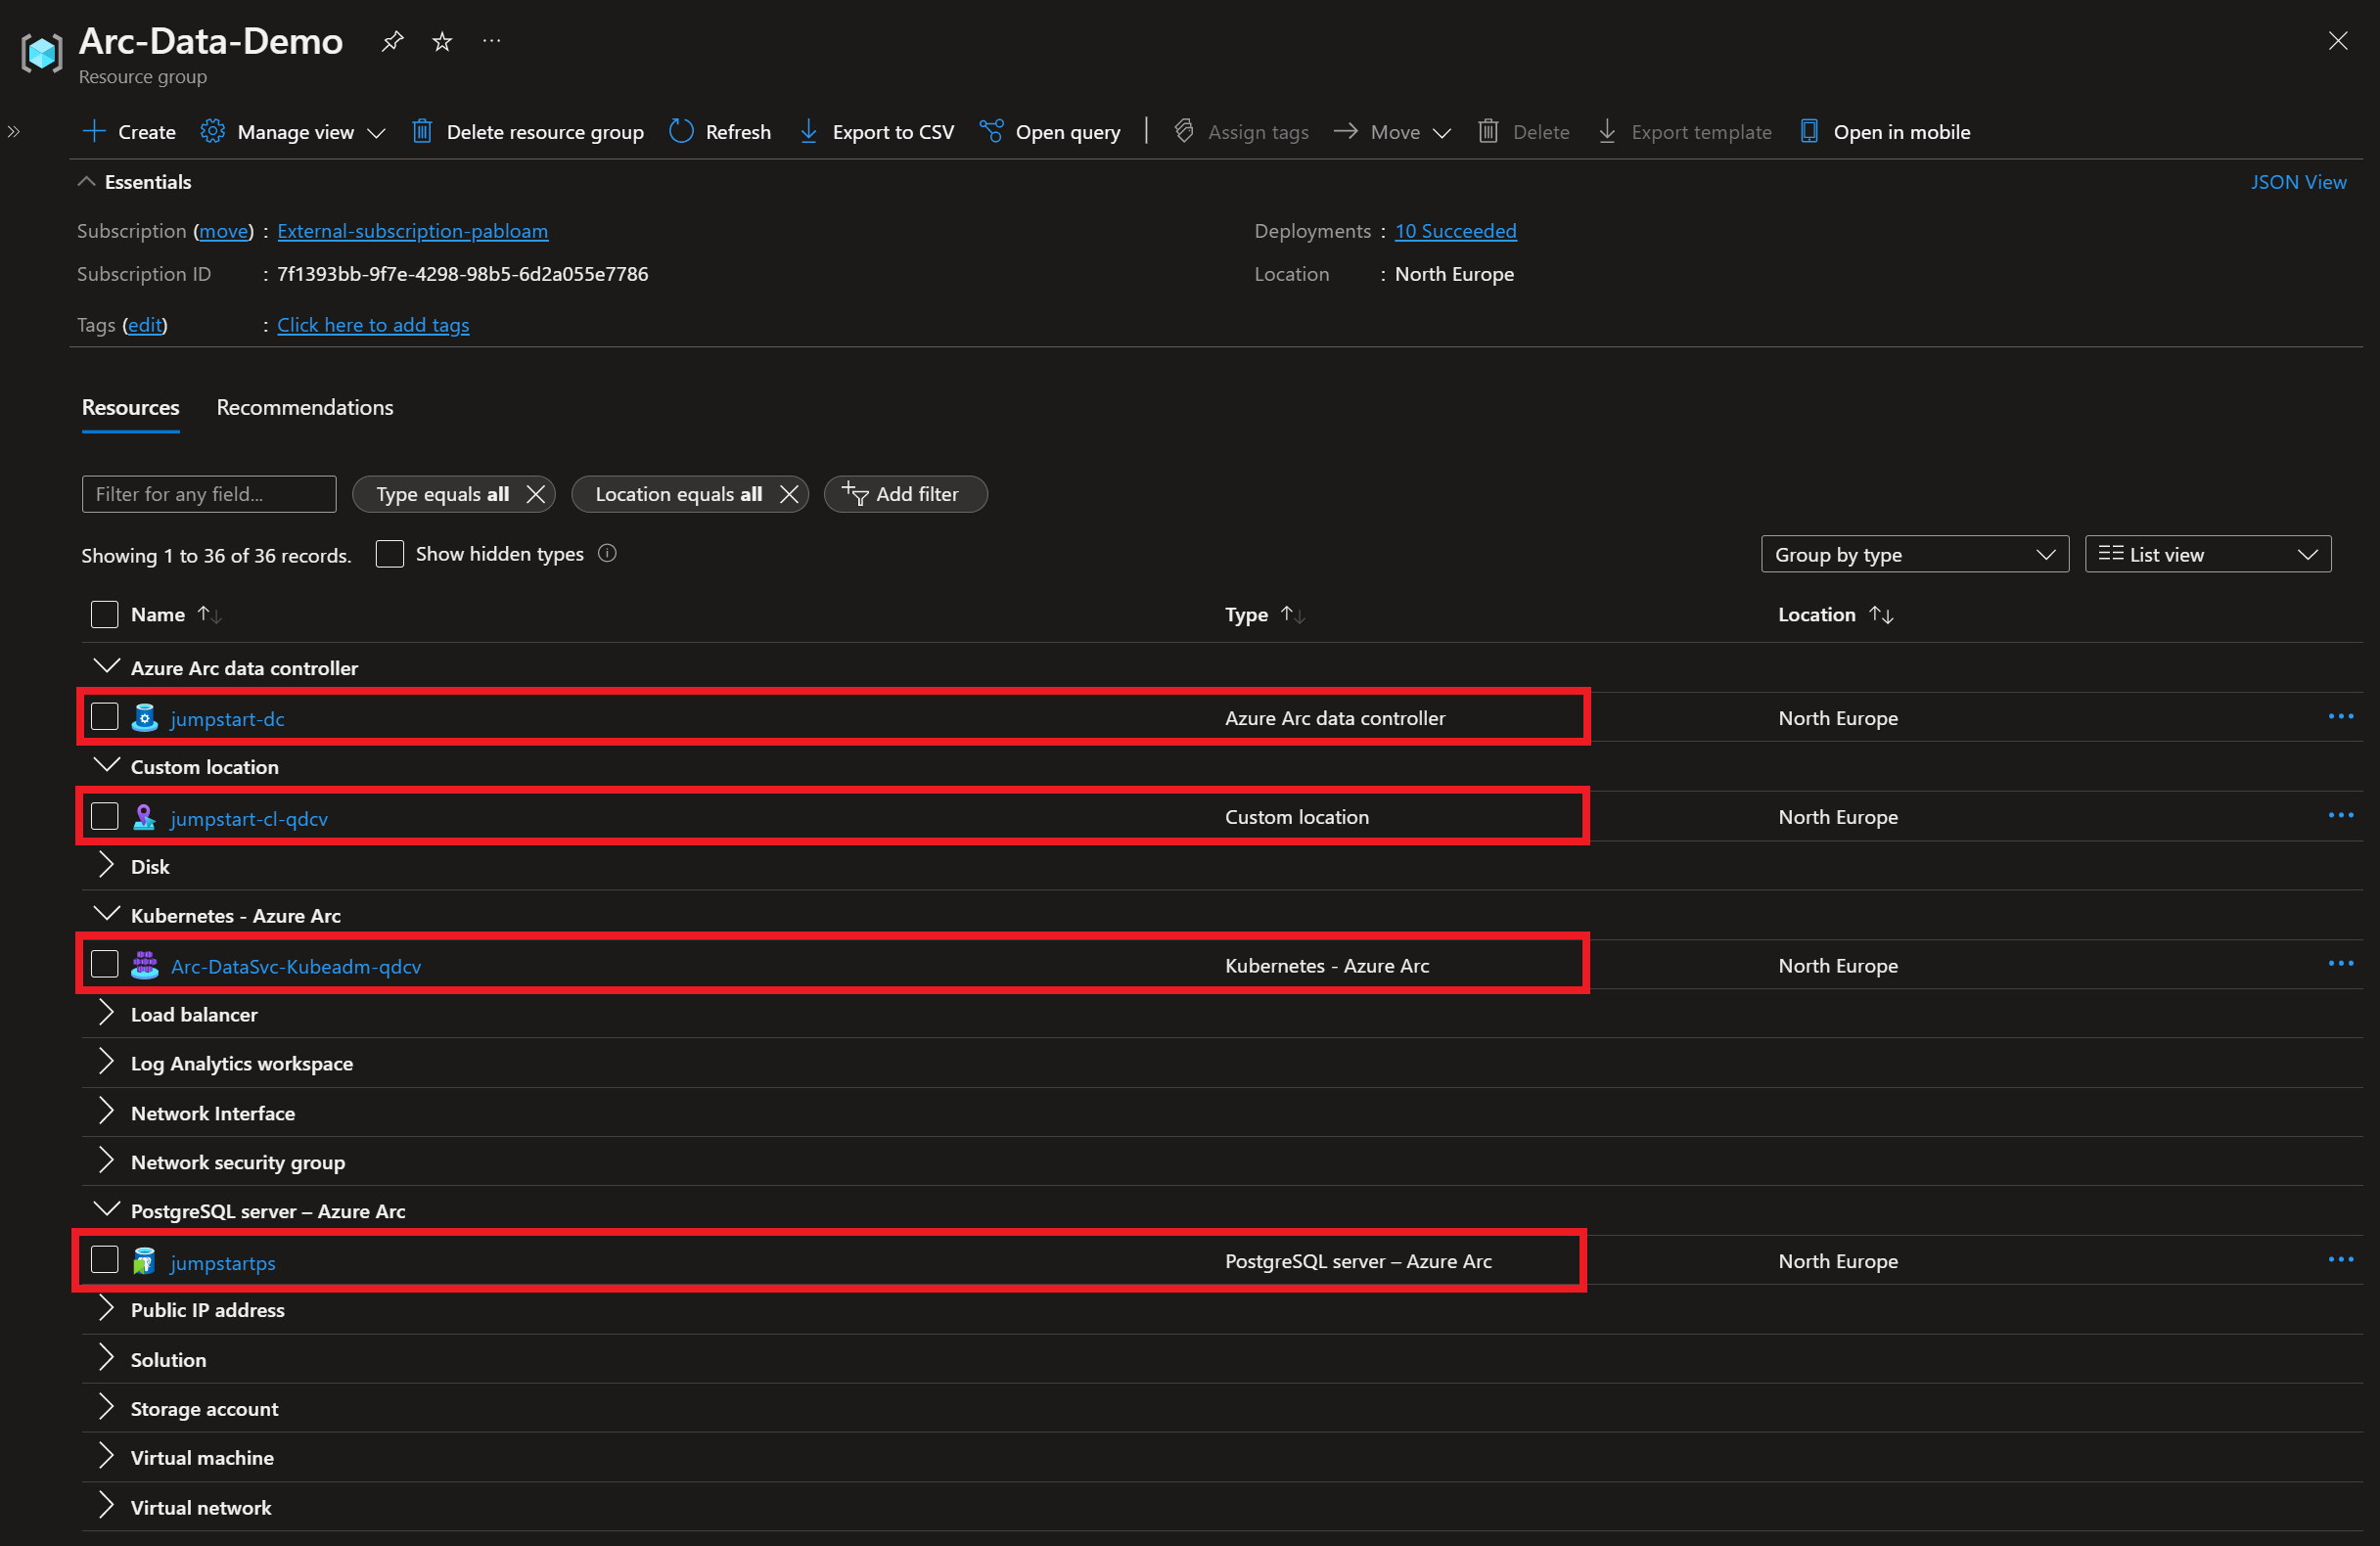 Arc-Data-Demo
Resource group
Create Manage view Delete resource group Refresh Export to CSV Open query Assign tags Move Delete Export template Open in mobile
Essentials JSON View
Subscription (move) : External-subscription-pabloam Deployments : 10 Succeeded
Subscription ID : 7f1393bb-9f7e-4298-98b5-6d2a055e7786 Location : North Europe
Tags (edit) : Click here to add tags
Resources Recommendations
Filter for any field... Type equals all Location equals all Add filter
Showing 1 to 36 of 36 records. Show hidden types Group by type List view
Name Type Location
Azure Arc data controller
jumpstart-dc Azure Arc data controller North Europe
Custom location
jumpstart-cl-qdcv Custom location North Europe
Disk
Kubernetes - Azure Arc
Arc-DataSvc-Kubeadm-qdcv Kubernetes - Azure Arc North Europe
Load balancer
Log Analytics workspace
Network Interface
Network security group
PostgreSQL server – Azure Arc
jumpstartps PostgreSQL server – Azure Arc North Europe
Public IP address
Solution
Storage account
Virtual machine
Virtual network